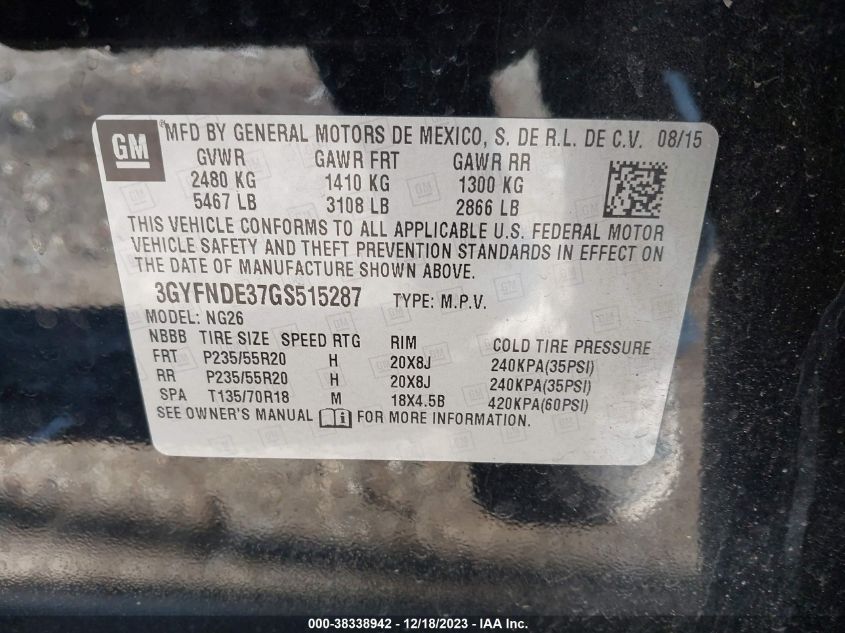 GM MFD BY GENERAL MOTORS DE MEXICO, S. DE R.L. DE C.V. 08/15
GVWR GAWR FRT GAWR RR
2480 KG 1410 KG 1300 KG
5467 LB 3108 LB 2866 LB
THIS VEHICLE CONFORMS TO ALL APPLICABLE U.S. FEDERAL MOTOR
VEHICLE SAFETY AND THEFT PREVENTION STANDARDS IN EFFECT ON
THE DATE OF MANUFACTURE SHOWN ABOVE.
3GYFNDE37GS515287 TYPE: M.P.V.
MODEL: NG26
NBBB TIRE SIZE SPEED RTG RIM COLD TIRE PRESSURE
FRT P235/55R20 H 20X8J 240KPA(35PSI)
RR P235/55R20 H 20X8J 240KPA(35PSI)
SPA T135/70R18 M 18X4.5B 420KPA(60PSI)
SEE OWNER'S MANUAL FOR MORE INFORMATION.
000-38338942 - 12/18/2023 - IAAI.com